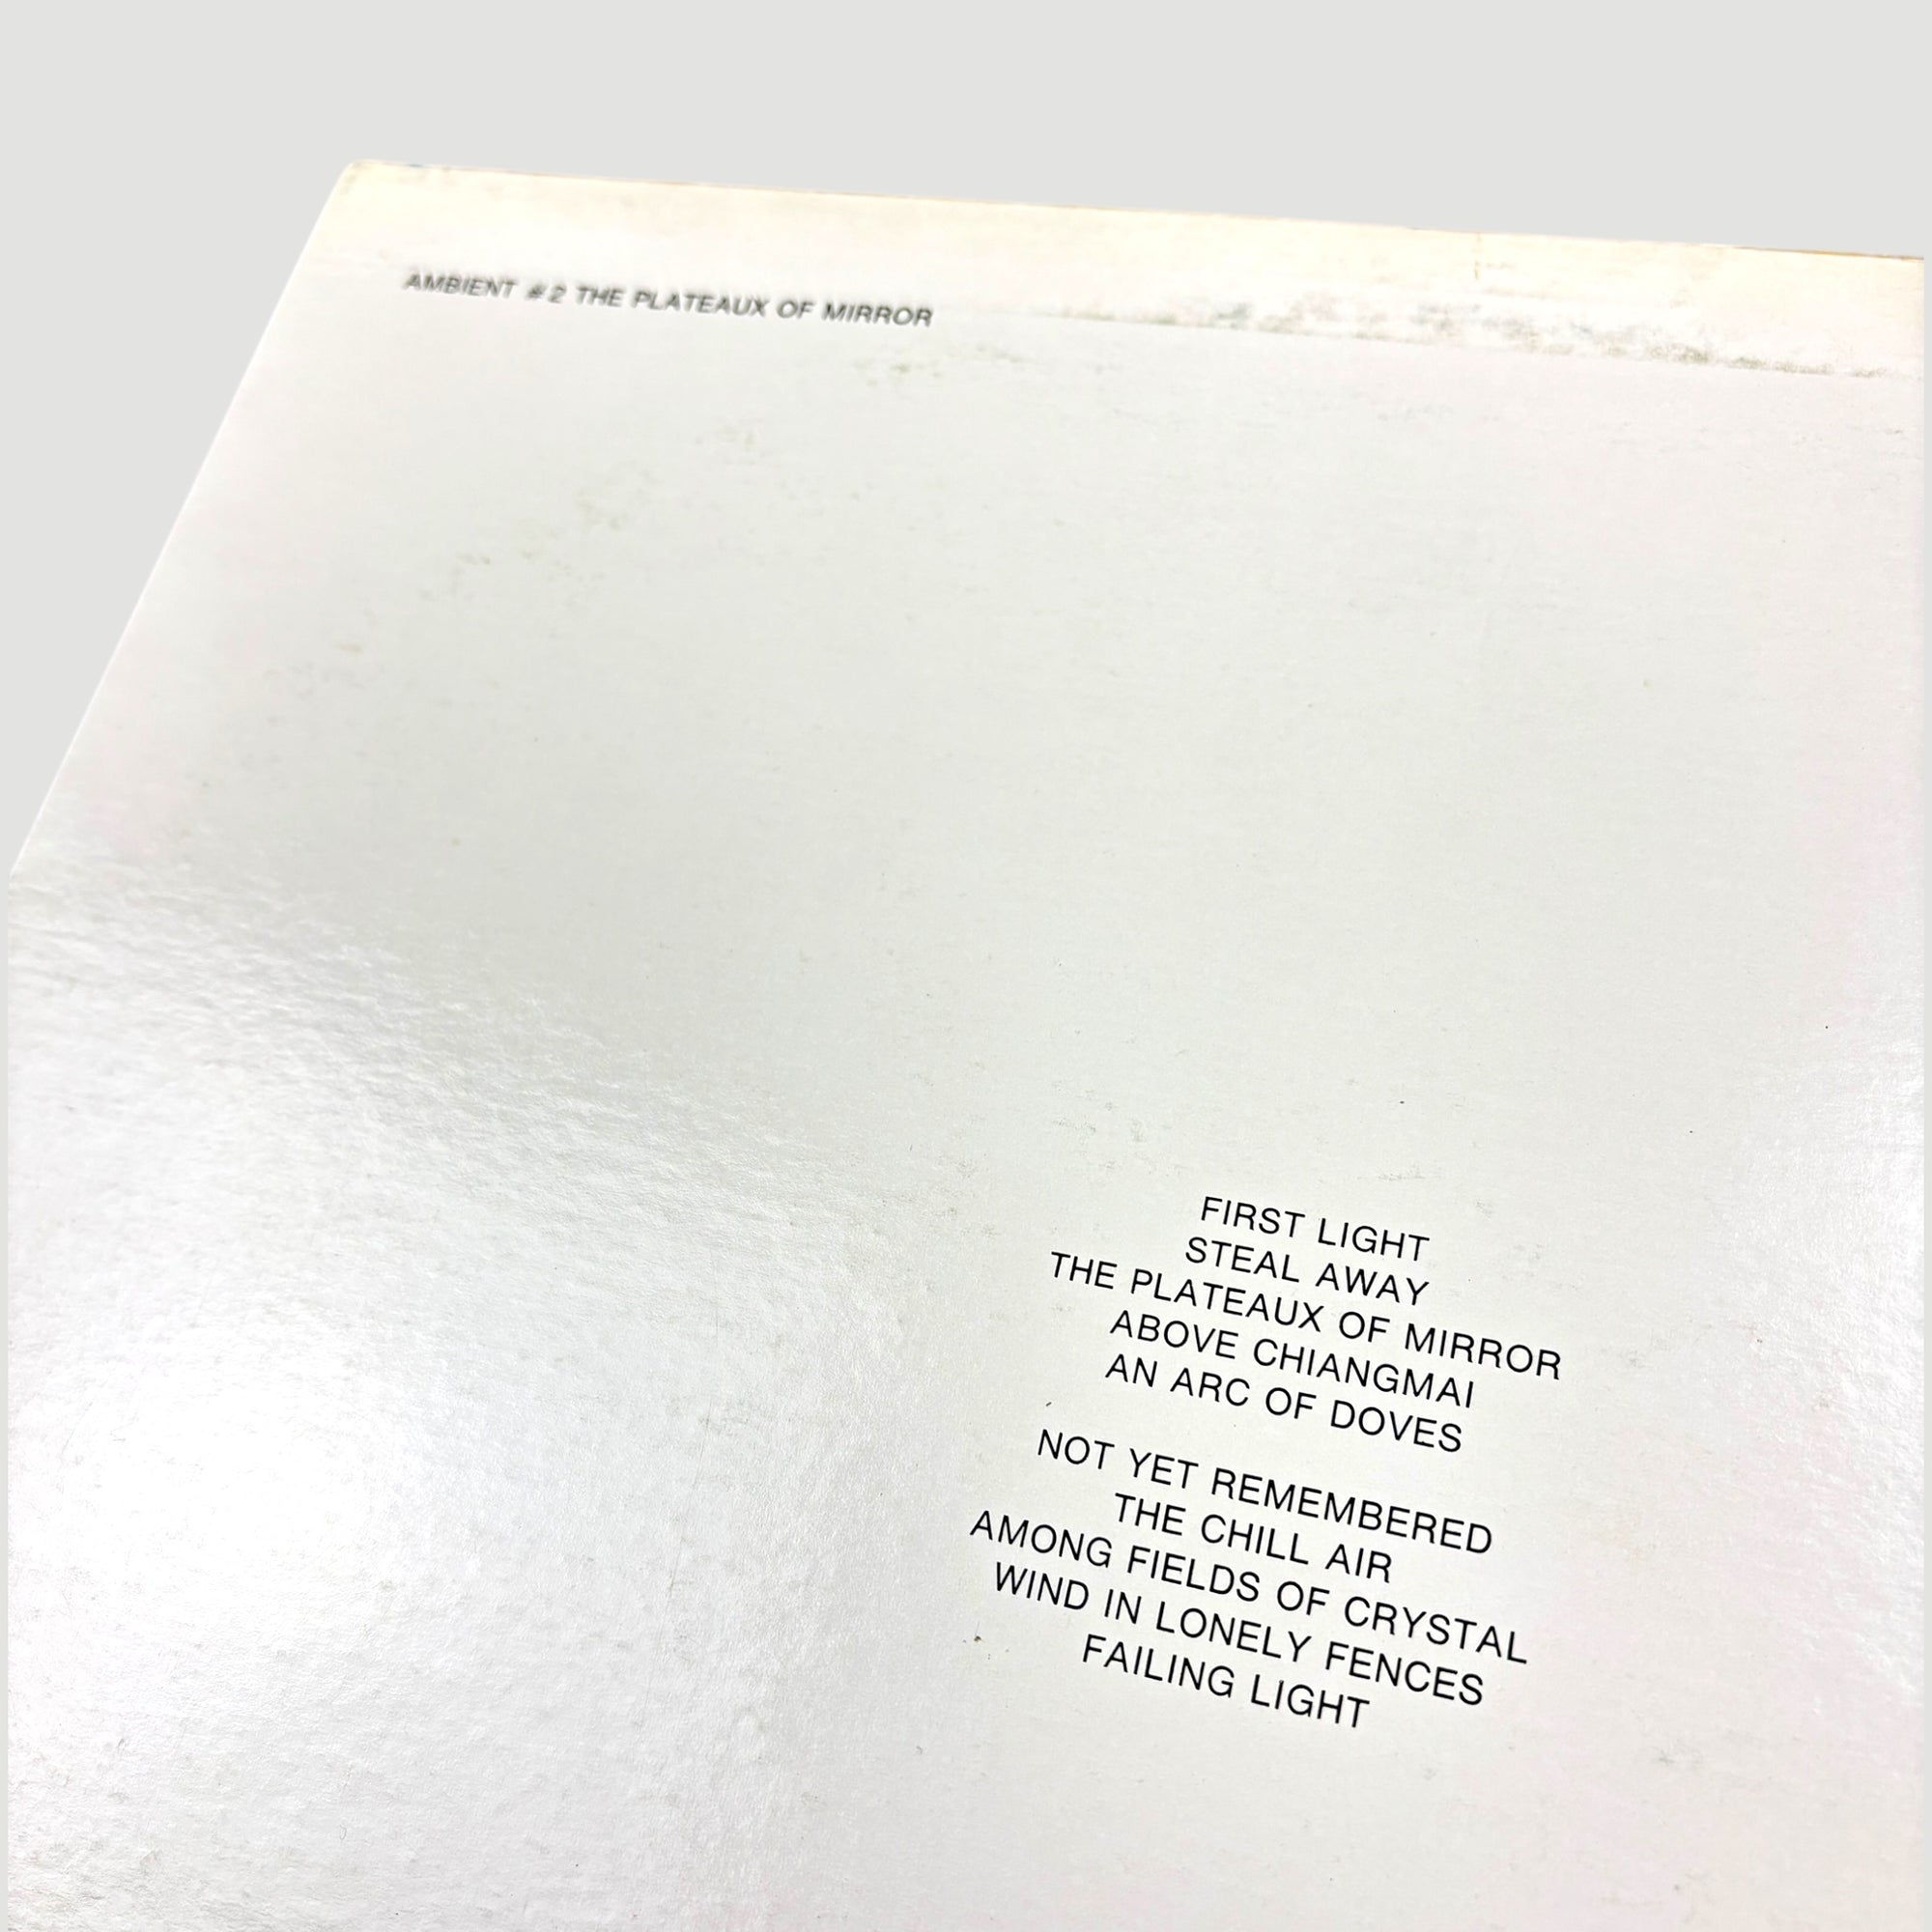 AMBIENT #2 THE PLATEAUX OF MIRROR
FIRST LIGHT
STEAL AWAY
THE PLATEAUX OF MIRROR
ABOVE CHIANGMAI
AN ARC OF DOVES
NOT YET REMEMBERED
THE CHILL AIR
AMONG FIELDS OF CRYSTAL
WIND IN LONELY FENCES
FAILING LIGHT